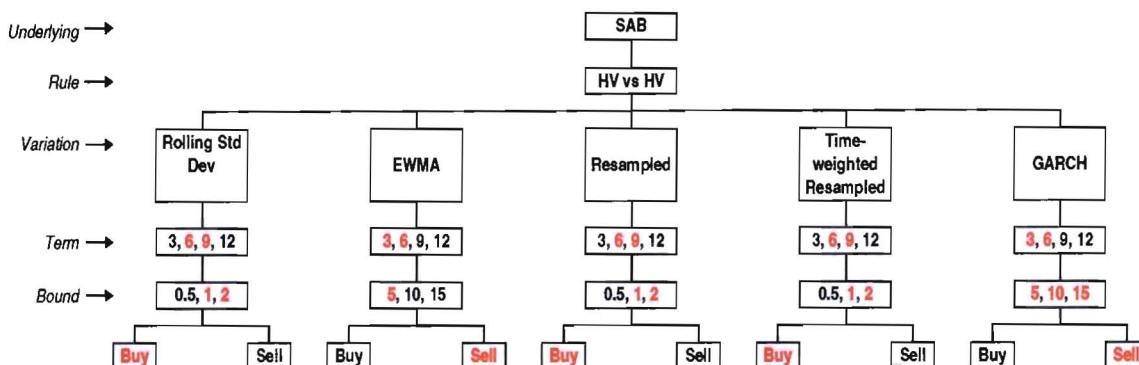 Underlying → SAB
Rule → HV vs HV
Variation →
Rolling Std
Dev
EWMA
Resampled
Time-
weighted
Resampled
GARCH
Term → 3, 6, 9, 12 3, 6, 9, 12 3, 6, 9, 12 3, 6, 9, 12 3, 6, 9, 12
Bound → 0.5, 1, 2 5, 10, 15 0.5, 1, 2 0.5, 1, 2 5, 10, 15
Buy Sell Buy Sell Buy Sell Buy Sell Buy Sell